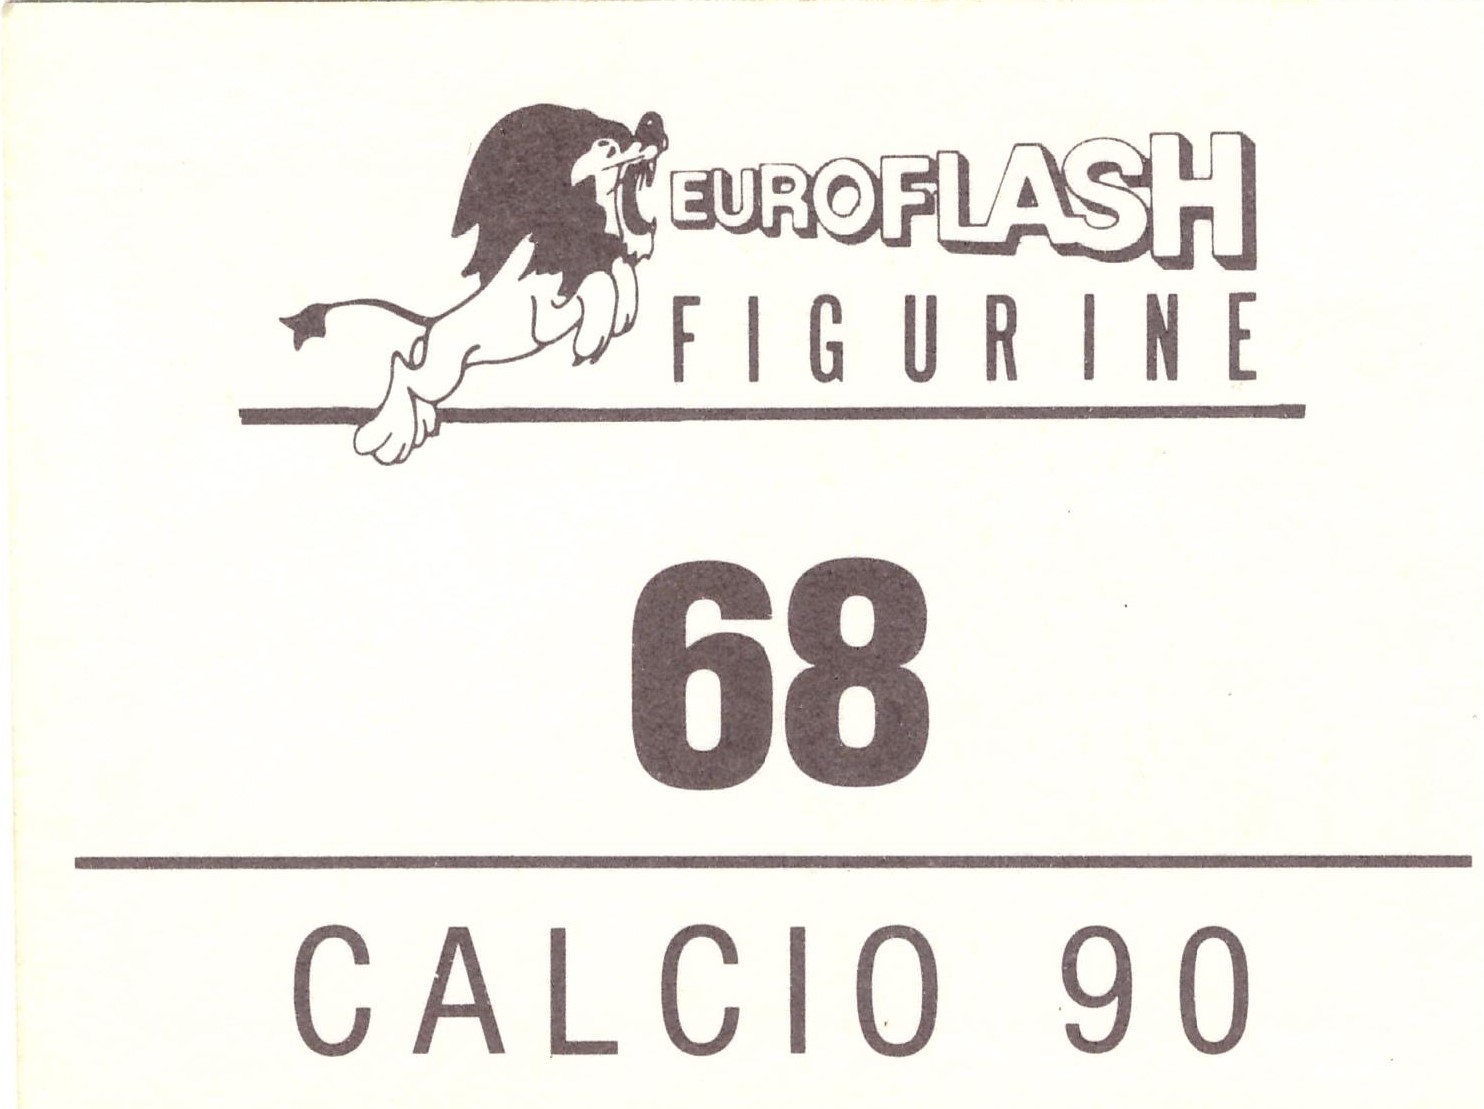 EUROFLASH
FIGURINE
68
CALCIO 90